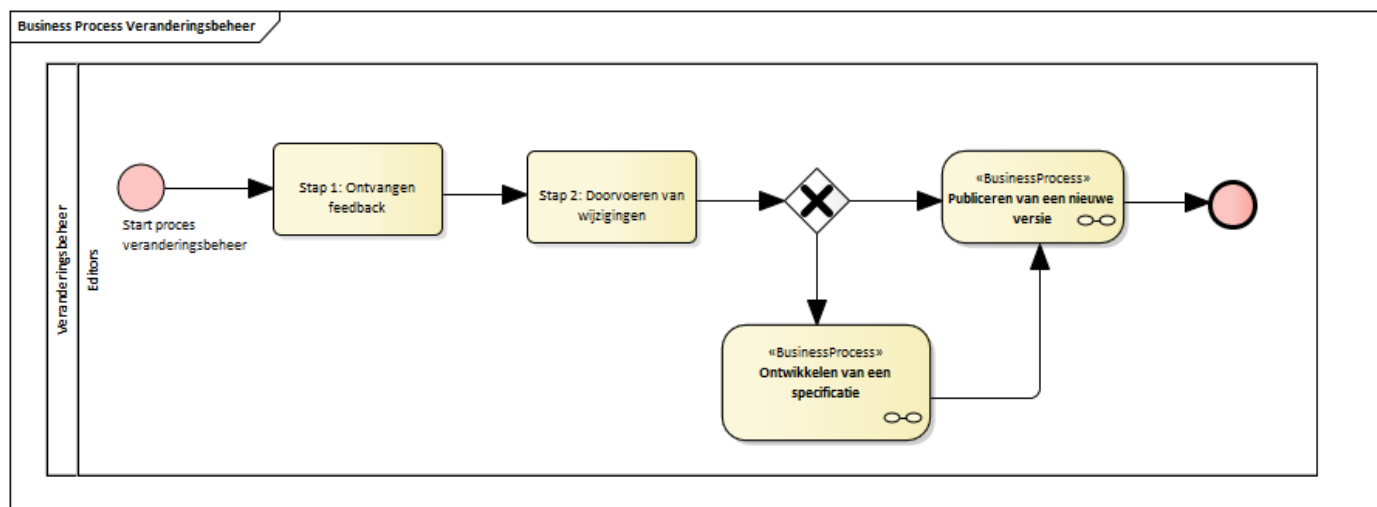 Business Process Veranderingsbeheer
Veranderingsbeheer
Editors
Start proces
veranderingsbeheer
Stap 1: Ontvangen
feedback
Stap 2: Doorvoeren van
wijzigingen
«BusinessProcess»
Publiceren van een nieuwe
versie
«BusinessProcess»
Ontwikkelen van een
specificatie